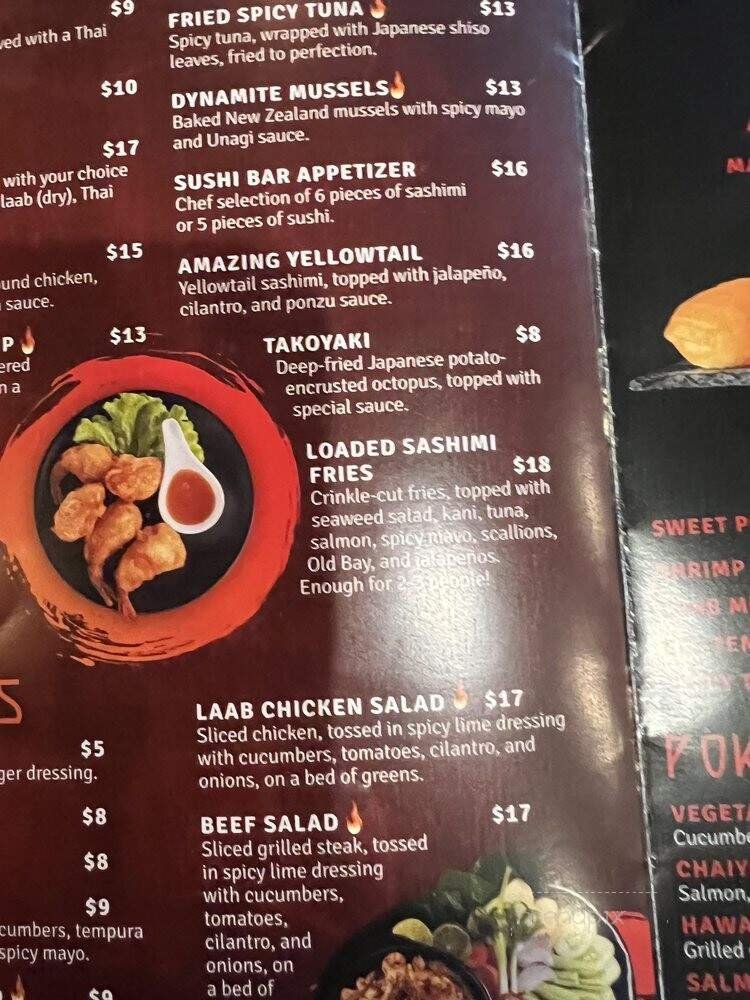 $9
ved with a Thai
$10
$17
with your choice
laab (dry), Thai
$15
und chicken,
sauce.
P $13
ered
n a
FRIED SPICY TUNA $13
Spicy tuna, wrapped with Japanese shiso
leaves, fried to perfection.
DYNAMITE MUSSELS $13
Baked New Zealand mussels with spicy mayo
and Unagi sauce.
SUSHI BAR APPETIZER $16
Chef selection of 6 pieces of sashimi
or 5 pieces of sushi.
AMAZING YELLOWTAIL $16
Yellowtail sashimi, topped with jalapeño,
cilantro, and ponzu sauce.
TAKOYAKI $8
Deep-fried Japanese potato-
encrusted octopus, topped with
special sauce.
LOADED SASHIMI
FRIES $18
Crinkle-cut fries, topped with
seaweed salad, kani, tuna,
salmon, spicy mayo, scallions,
Old Bay, and jalapeños.
Enough for 2-3 people!
S
$5
ger dressing.
$8
$8
$9
cumbers, tempura
spicy mayo.
$9
LAAB CHICKEN SALAD $17
Sliced chicken, tossed in spicy lime dressing
with cucumbers, tomatoes, cilantro, and
onions, on a bed of greens.
BEEF SALAD $17
Sliced grilled steak, tossed
in spicy lime dressing
with cucumbers,
tomatoes,
cilantro, and
onions, on
a bed of
MA
SWEET P
SHRIMP
POK
VEGETA
Cucumbe
CHAIY
Salmon,
HAWA
Grilled
SALM